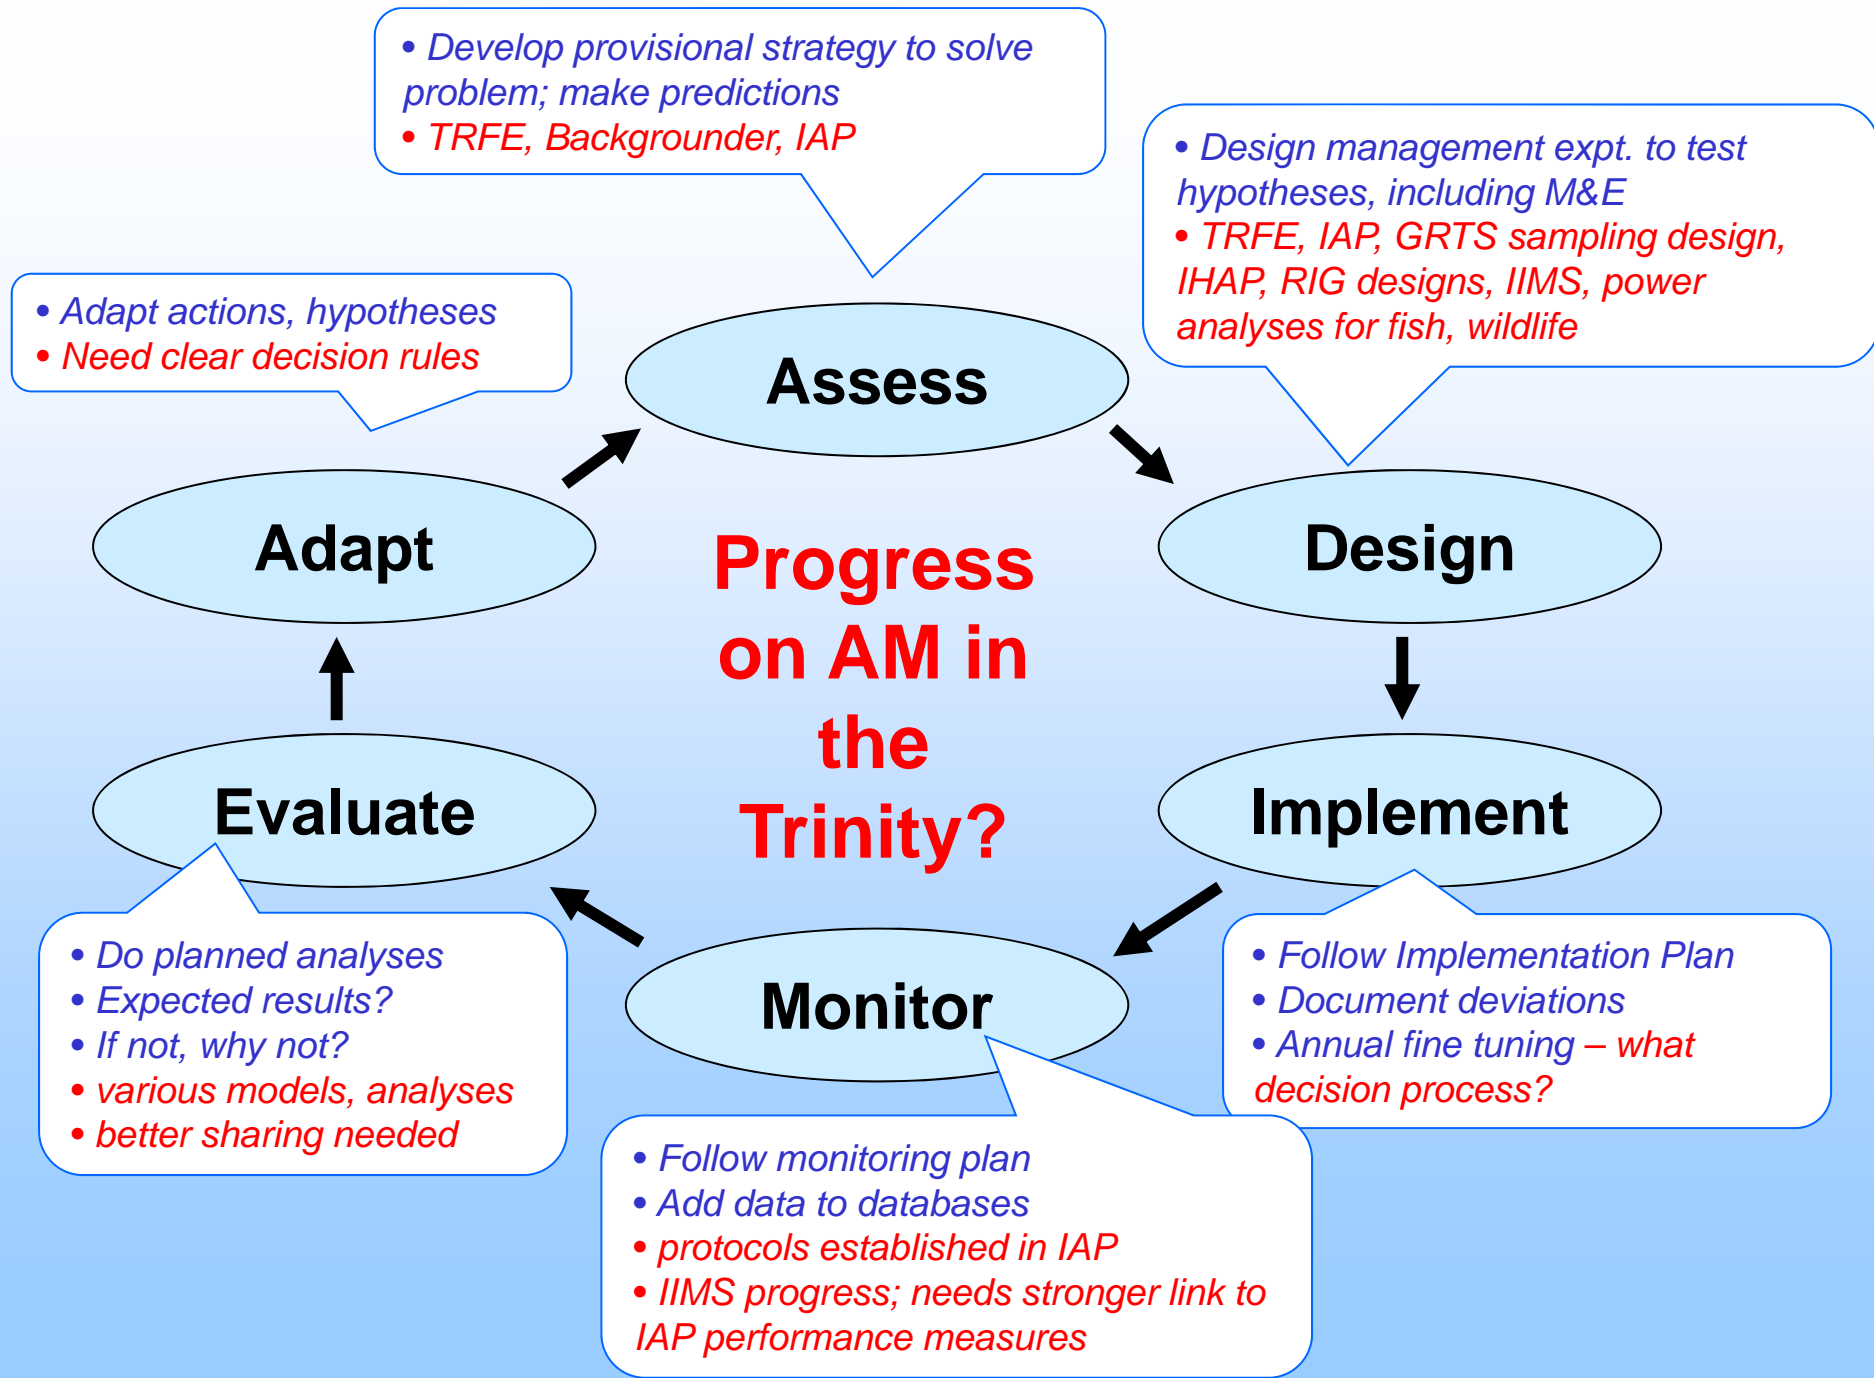 • Develop provisional strategy to solve
problem; make predictions
• TRFE, Backgrounder, IAP
• Design management expt. to test
hypotheses, including M&E
• TRFE, IAP, GRTS sampling design,
IHAP, RIG designs, IIMS, power
analyses for fish, wildlife
• Adapt actions, hypotheses
• Need clear decision rules
Assess
Adapt
Design
Progress
on AM in
the
Trinity?
Evaluate
Implement
Monitor
• Do planned analyses
• Expected results?
• If not, why not?
• various models, analyses
• better sharing needed
• Follow Implementation Plan
• Document deviations
• Annual fine tuning – what
decision process?
• Follow monitoring plan
• Add data to databases
• protocols established in IAP
• IIMS progress; needs stronger link to
IAP performance measures